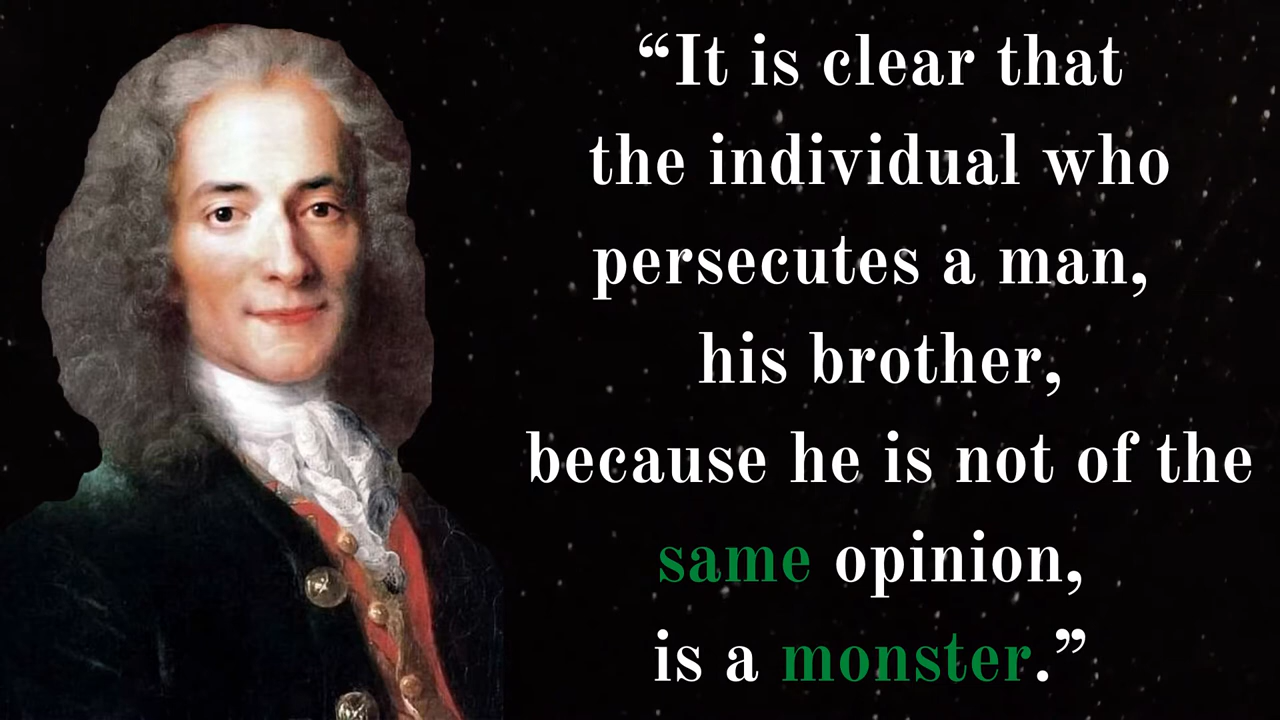 “It is clear that
the individual who
persecutes a man,
his brother,
because he is not of the
same opinion,
is a monster.”